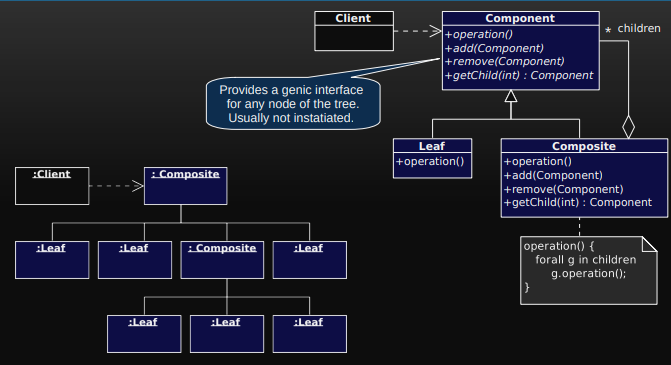 Client
Component
+operation()
+add(Component)
+remove(Component)
+getChild(int) : Component
* children
Provides a genic interface
for any node of the tree.
Usually not instatiated.
Leaf
+operation()
Composite
+operation()
+add(Component)
+remove(Component)
+getChild(int) : Component
operation() {
forall g in children
g.operation();
}
:Client
: Composite
:Leaf
:Leaf
: Composite
:Leaf
:Leaf
:Leaf
:Leaf